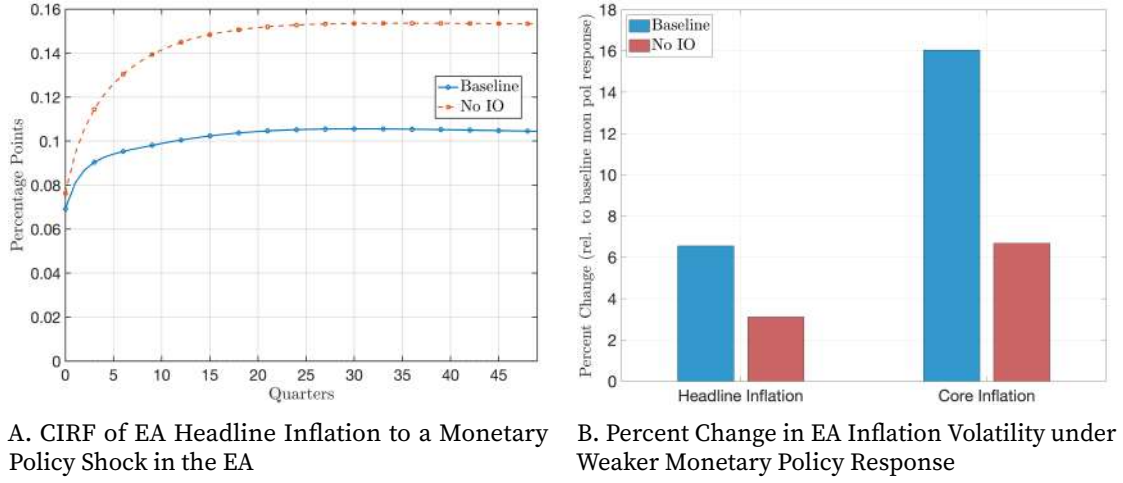 0.16
0.14
0.12
0.1
0.08
0.06
0.04
0.02
0
Percentage Points
Baseline
No IO
0 5 10 15 20 25 30 35 40 45
Quarters
A. CIRF of EA Headline Inflation to a Monetary
Policy Shock in the EA
18
16
14
12
10
8
6
4
2
0
Percent Change (rel. to baseline mon pol response)
Baseline
No IO
Headline Inflation Core Inflation
B. Percent Change in EA Inflation Volatility under
Weaker Monetary Policy Response